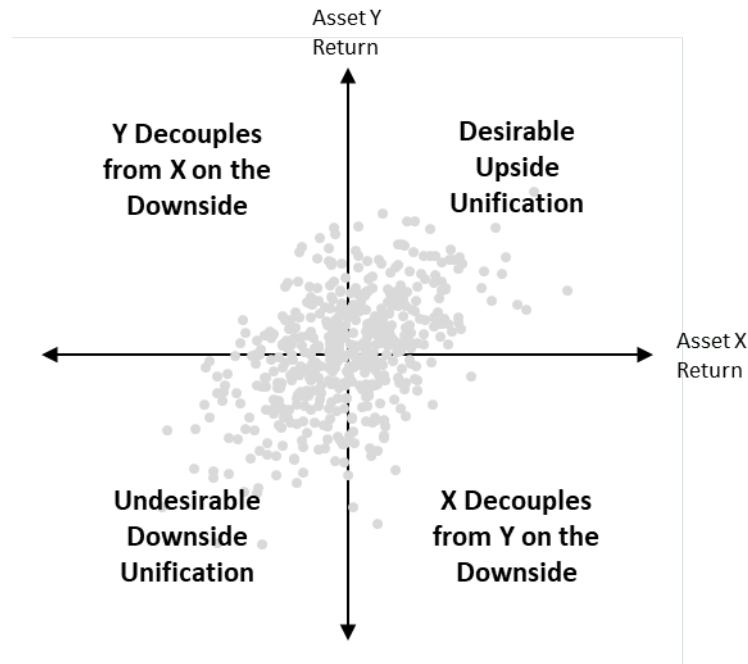 Asset Y
Return
Y Decouples
from X on the
Downside
Desirable
Upside
Unification
Asset X
Return
Undesirable
Downside
Unification
X Decouples
from Y on the
Downside